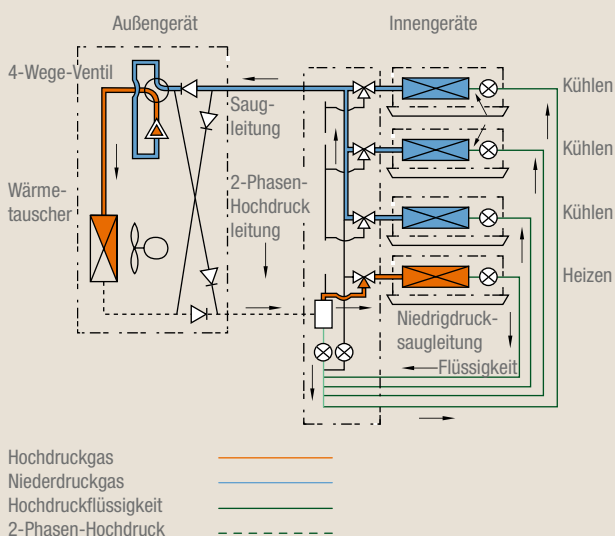 Außengerät
Innengeräte
4-Wege-Ventil
Kühlen
Saug-
leitung
Kühlen
Wärme-
tauscher
2-Phasen-
Hochdruck
leitung
Kühlen
Heizen
Niedrigdruck-
saugleitung
Flüssigkeit
Hochdruckgas
Niederdruckgas
Hochdruckflüssigkeit
2-Phasen-Hochdruck